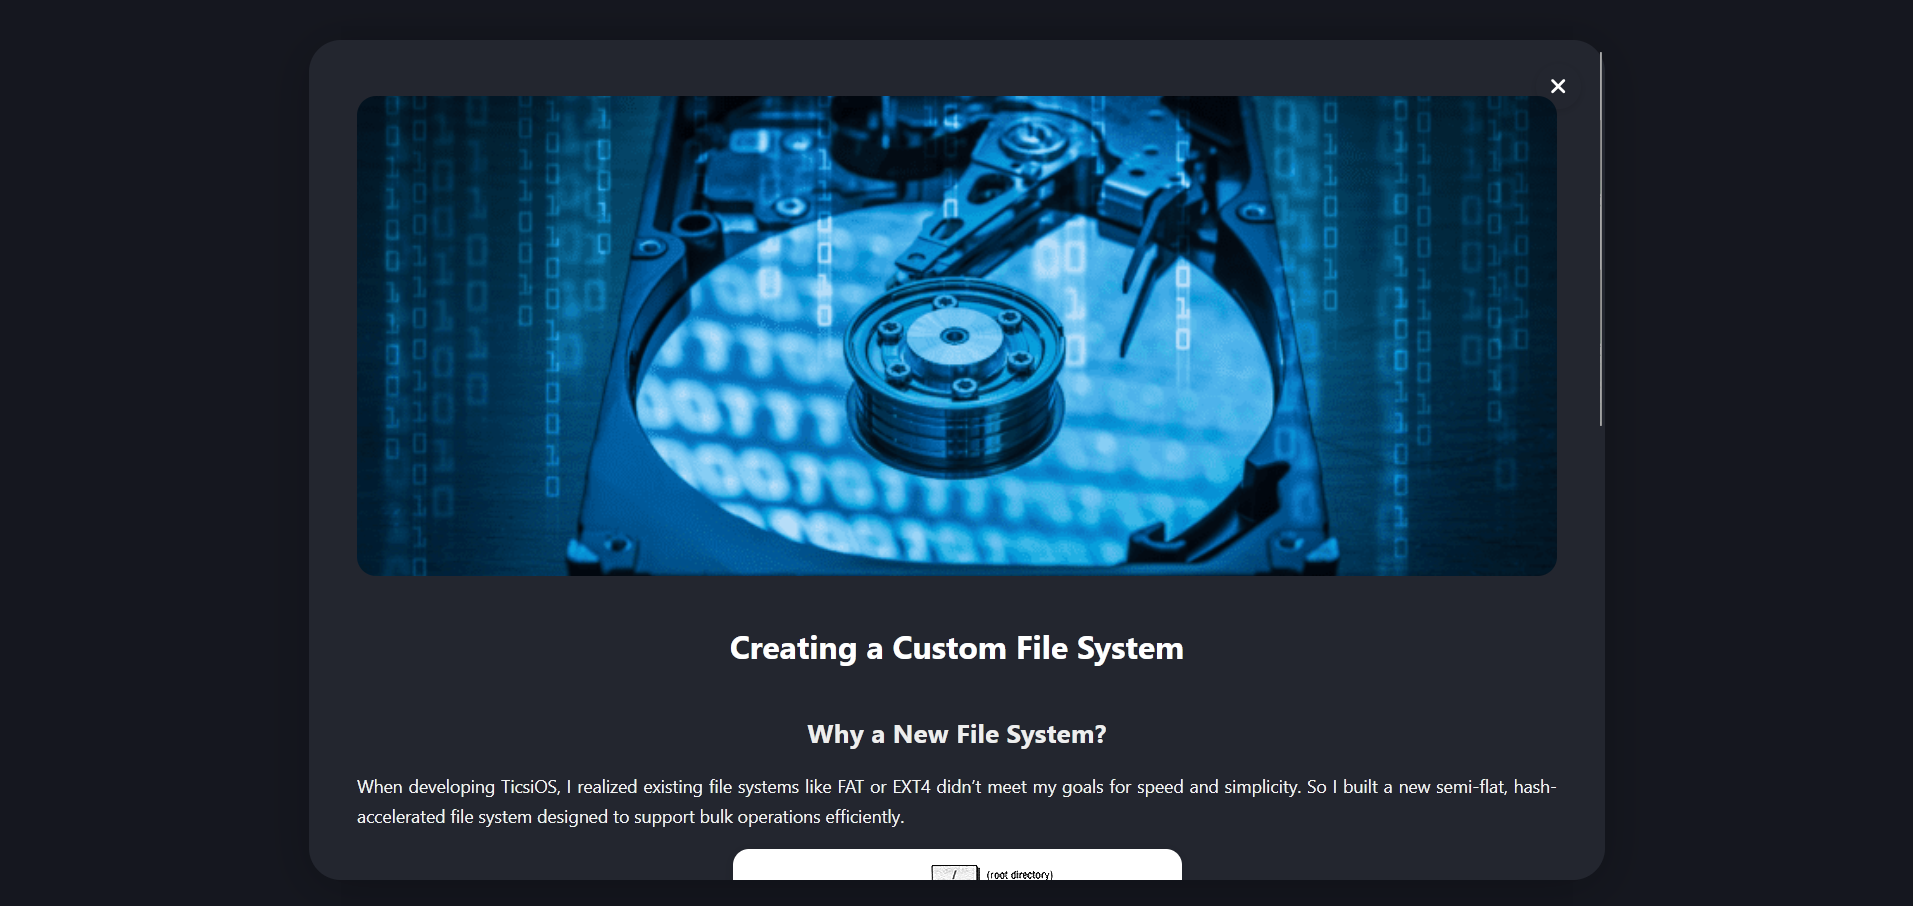 Creating a Custom File System
Why a New File System?
When developing TicsiOS, I realized existing file systems like FAT or EXT4 didn’t meet my goals for speed and simplicity. So I built a new semi-flat, hash-
accelerated file system designed to support bulk operations efficiently.
/ (root directory)